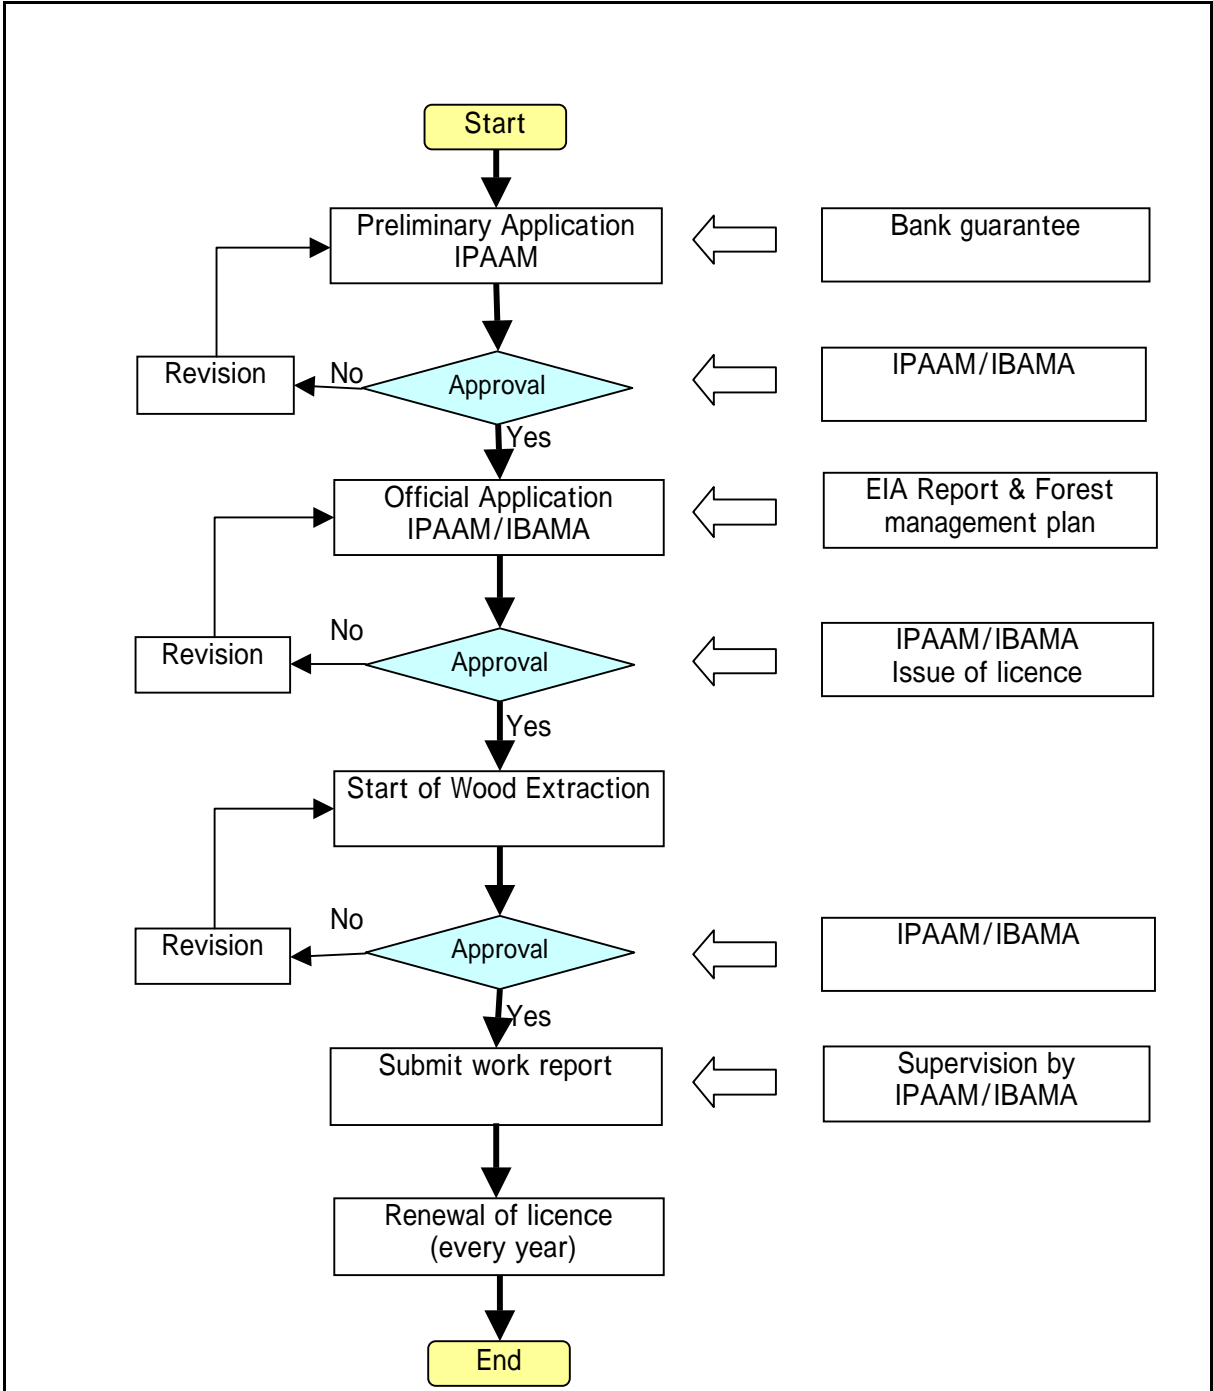 Start
Preliminary Application
IPAAM
Bank guarantee
Revision
No
Approval
IPAAM/IBAMA
Yes
Official Application
IPAAM/IBAMA
EIA Report & Forest
management plan
Revision
No
Approval
IPAAM/IBAMA
Issue of licence
Yes
Start of Wood Extraction
Revision
No
Approval
IPAAM/IBAMA
Yes
Submit work report
Supervision by
IPAAM/IBAMA
Renewal of licence
(every year)
End